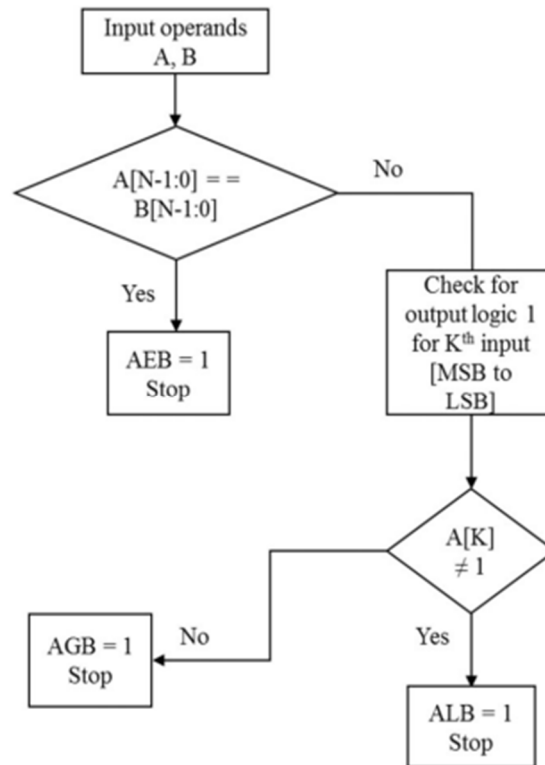 Input operands
A, B
A[N-1:0] = =
B[N-1:0]
No
Yes
AEB = 1
Stop
Check for
output logic 1
for Kth input
[MSB to
LSB]
A[K]
≠ 1
No
AGB = 1
Stop
Yes
ALB = 1
Stop